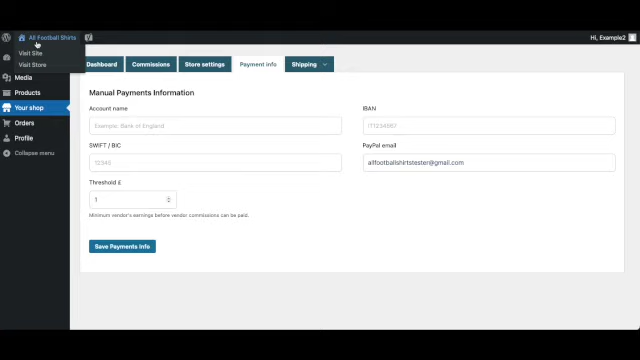 All Football Shirts
Hi, Example2
Visit Site
Visit Store
Media
Products
Your shop
Orders
Profile
Collapse menu
Dashboard
Commissions
Store settings
Payment info
Shipping
Manual Payments Information
Account name
IBAN
Example: Bank of England
IT1234567
SWIFT / BIC
PayPal email
12345
allfootballshirtstester@gmail.com
Threshold £
1
Minimum vendor's earnings before vendor commissions can be paid.
Save Payments Info